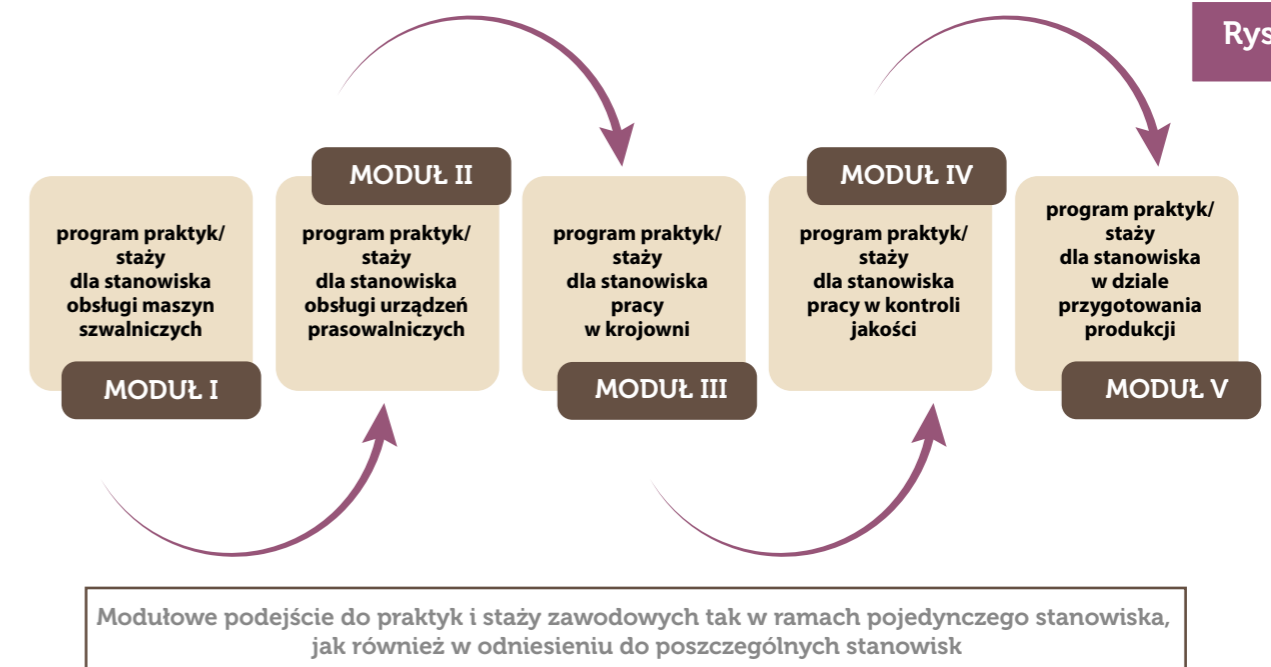 Rys
program praktyk/
staży
dla stanowiska
obsługi maszyn
szwalniczych
MODUŁ I
MODUŁ II
program praktyk/
staży
dla stanowiska
obsługi urządzeń
prasowalniczych
program praktyk/
staży
dla stanowiska
pracy
w krojowni
MODUŁ III
MODUŁ IV
program praktyk/
staży
dla stanowiska
pracy w kontroli
jakości
program praktyk/
staży
dla stanowiska
w dziale
przygotowania
produkcji
MODUŁ V
Modułowe podejście do praktyk i staży zawodowych tak w ramach pojedynczego stanowiska,
jak również w odniesieniu do poszczególnych stanowisk